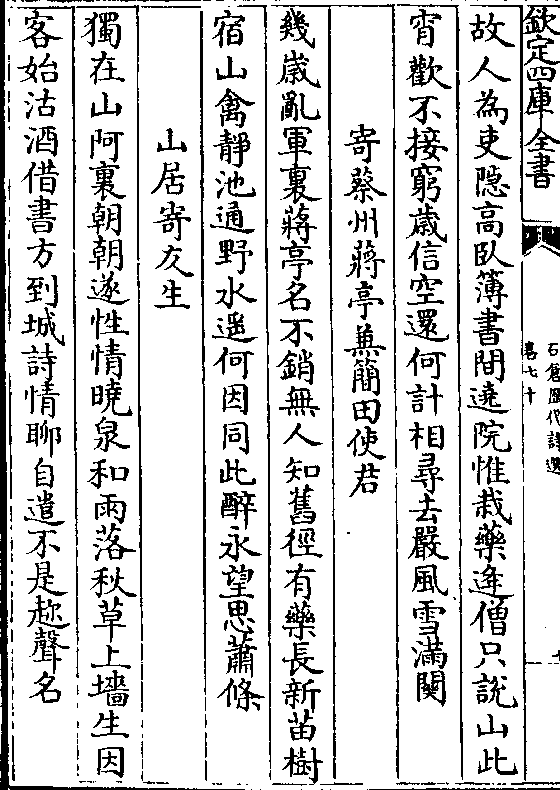 欽定四庫全書
石倉歷代詩選
卷七十
故人為吏隱高臥簿書間遶院惟栽藥逢僧只說山此
宵歡不接窮歲信空還何計相尋去嚴風雪滿關
寄蔡州蔣亭兼簡田使君
幾歲亂軍裏蔣亭名不銷無人知舊徑有藥長新苗樹
宿山禽靜池通野水遥何因同此醉永望思蕭條
山居寄友生
獨在山阿裏朝朝遂性情曉泉和雨落秋草上墻生因
客始沽酒借書方到城詩情聊自遣不是趂聲名